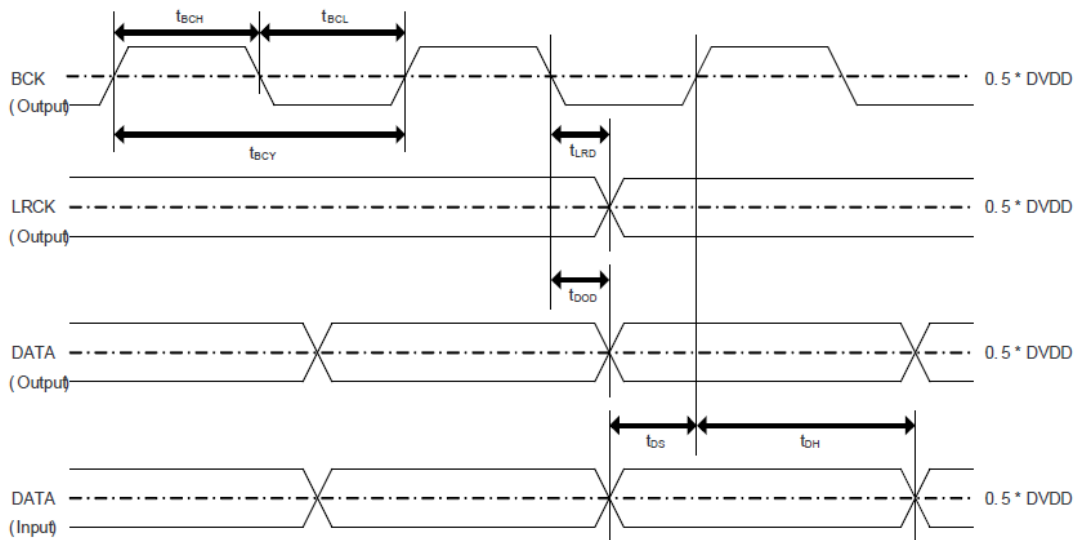 tBCH
tBCL
BCK
(Output)
0.5 * DVDD
tBCY
tLRD
LRCK
(Output)
0.5 * DVDD
tDOD
DATA
(Output)
0.5 * DVDD
tDS
tDH
DATA
(Input)
0.5 * DVDD